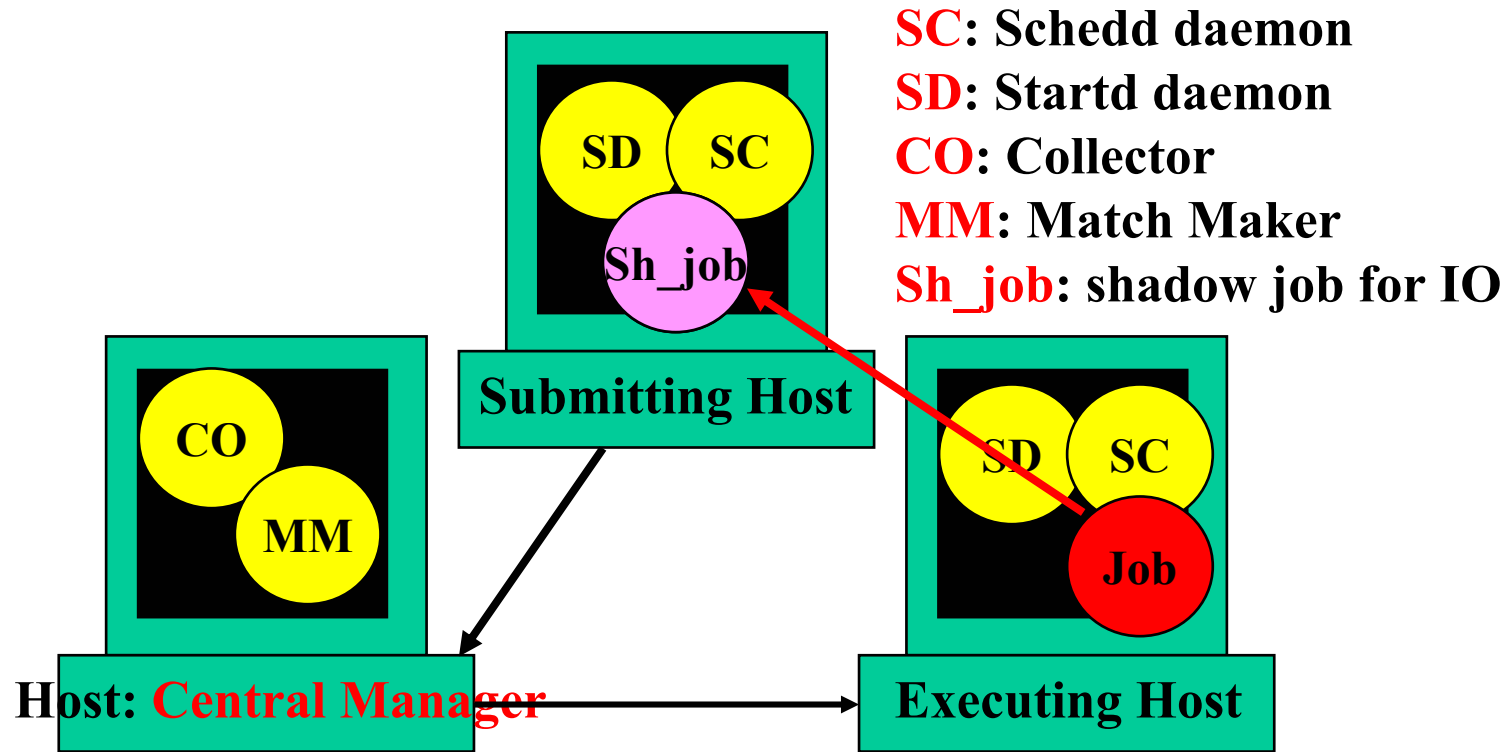 SC: Schedd daemon
SD: Startd daemon
CO: Collector
MM: Match Maker
Sh_job: shadow job for IO
SD
SC
Sh_job
Submitting Host
CO
MM
Host: Central Manager
SD
SC
Job
Executing Host